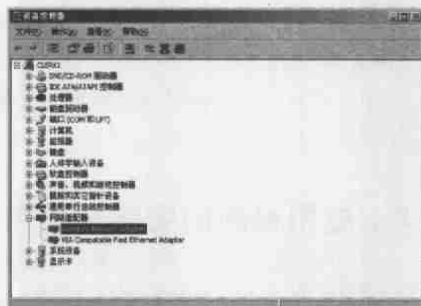 设备管理器
文件(F) 操作(A) 查看(V) 帮助(H)
CLERK1
DVD/CD-ROM 驱动器
IDE ATA/ATAPI 控制器
处理器
磁盘驱动器
端口 (COM 和 LPT)
计算机
监视器
键盘
人体学输入设备
软盘控制器
声音、视频和游戏控制器
鼠标和其它指针设备
通用串行总线控制器
网络适配器
VIA Compatable Fast Ethernet Adapter
系统设备
显示卡